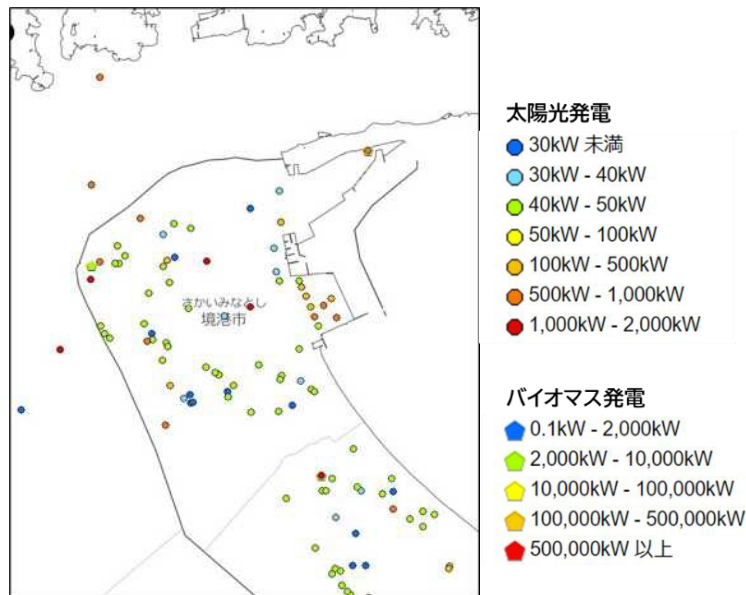 さかいみなとし
境港市
太陽光発電
30kW 未満
30kW - 40kW
40kW - 50kW
50kW - 100kW
100kW - 500kW
500kW - 1,000kW
1,000kW - 2,000kW
バイオマス発電
0.1kW - 2,000kW
2,000kW - 10,000kW
10,000kW - 100,000kW
100,000kW - 500,000kW
500,000kW 以上